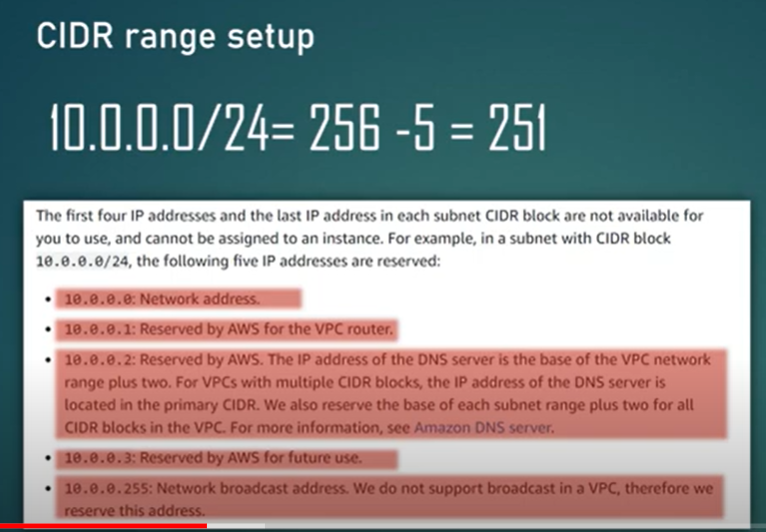 CIDR range setup
10.0.0.0/24= 256 -5 = 251
The first four IP addresses and the last IP address in each subnet CIDR block are not available for
you to use, and cannot be assigned to an instance. For example, in a subnet with CIDR block
10.0.0.0/24, the following five IP addresses are reserved:
• 10.0.0.0: Network address.
• 10.0.0.1: Reserved by AWS for the VPC router.
• 10.0.0.2: Reserved by AWS. The IP address of the DNS server is the base of the VPC network
range plus two. For VPCs with multiple CIDR blocks, the IP address of the DNS server is
located in the primary CIDR. We also reserve the base of each subnet range plus two for all
CIDR blocks in the VPC. For more information, see Amazon DNS server.
• 10.0.0.3: Reserved by AWS for future use.
• 10.0.0.255: Network broadcast address. We do not support broadcast in a VPC, therefore we
reserve this address.